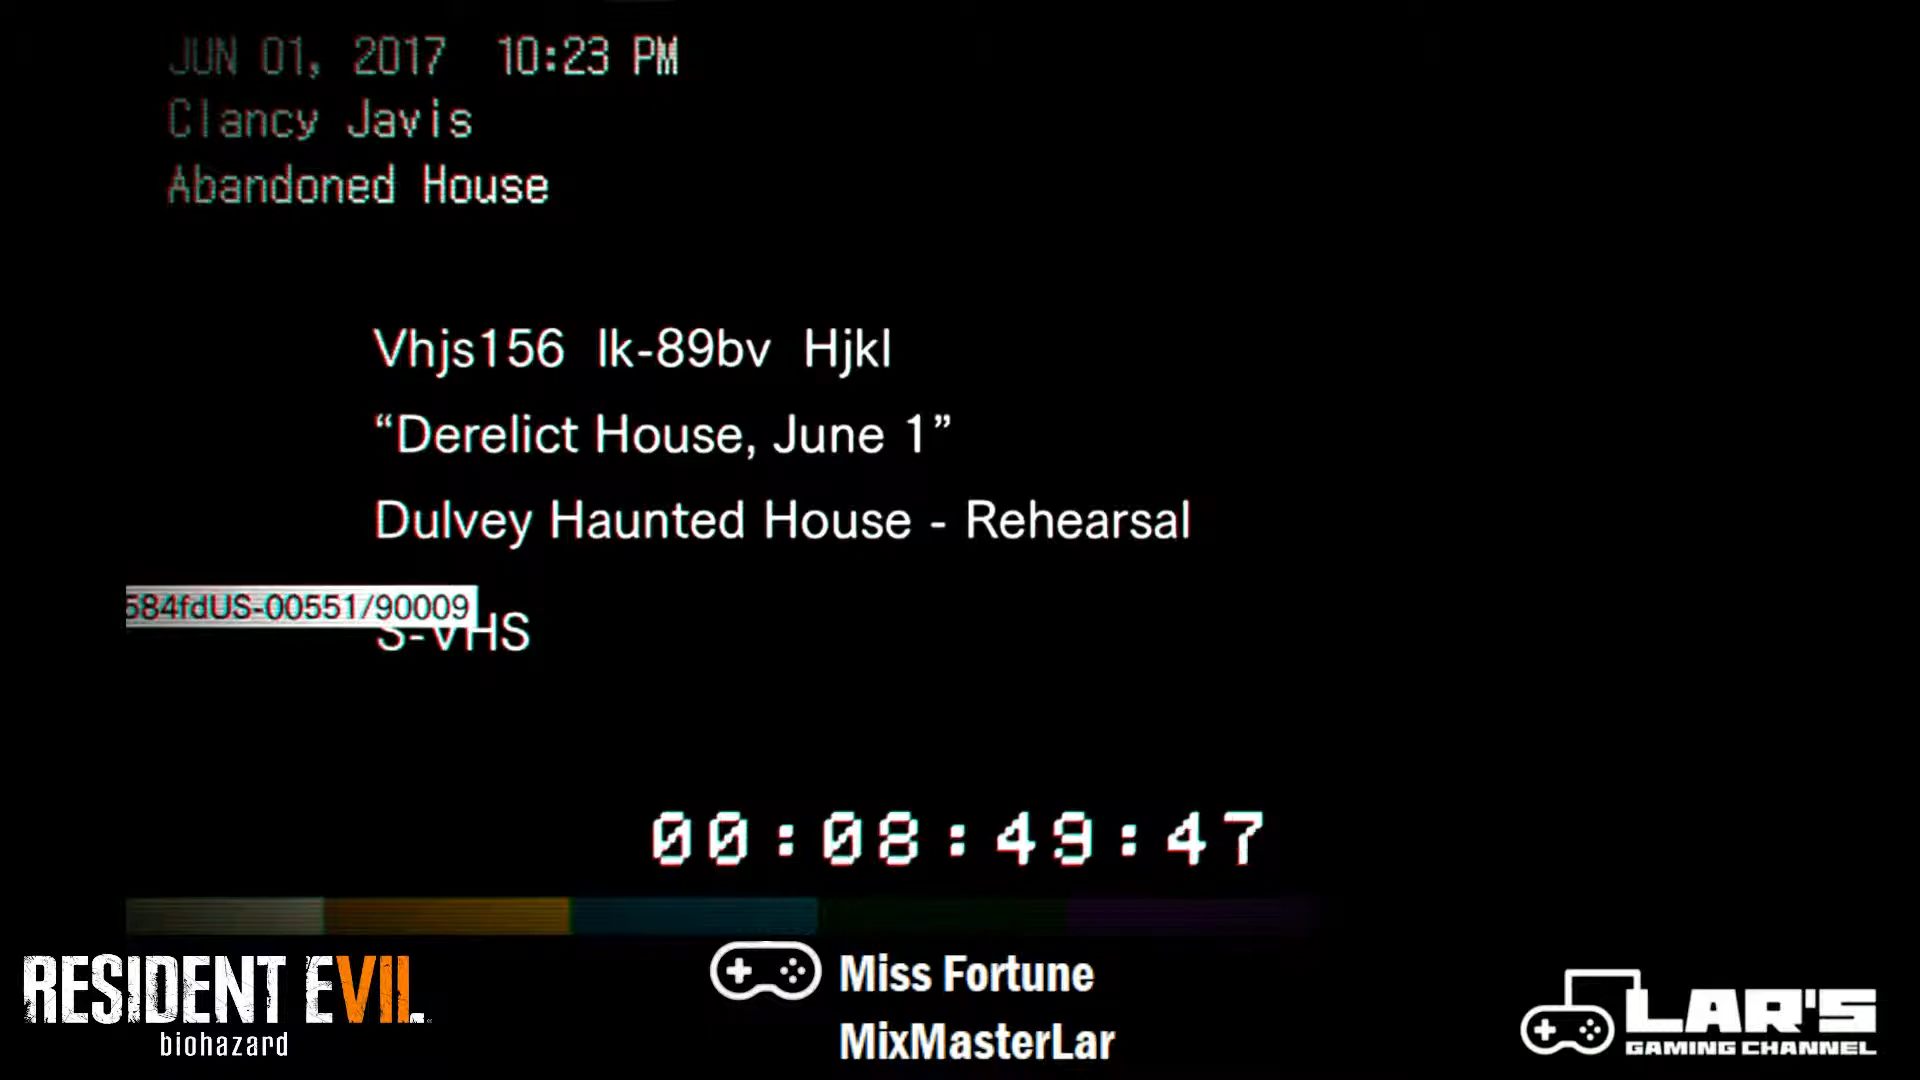 JUN 01, 2017 10:23 PM
Clancy Javis
Abandoned House
Vhjs156 lk-89bv Hjkl
“Derelict House, June 1”
Dulvey Haunted House - Rehearsal
584fdUS-00551/90009
S-VHS
00:08:49:47
RESIDENT EVIL
biohazard
Miss Fortune
MixMasterLar
LAR'S
GAMING CHANNEL